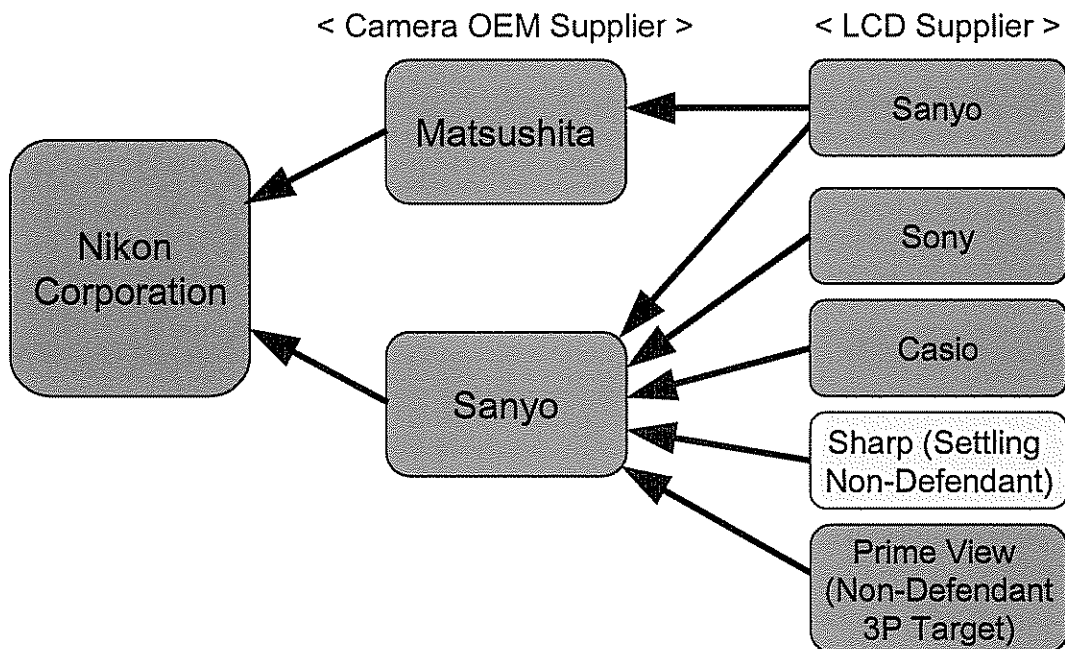 < Camera OEM Supplier >
< LCD Supplier >
Nikon
Corporation
Matsushita
Sanyo
Sanyo
Sony
Casio
Sharp (Settling
Non-Defendant)
Prime View
(Non-Defendant
3P Target)